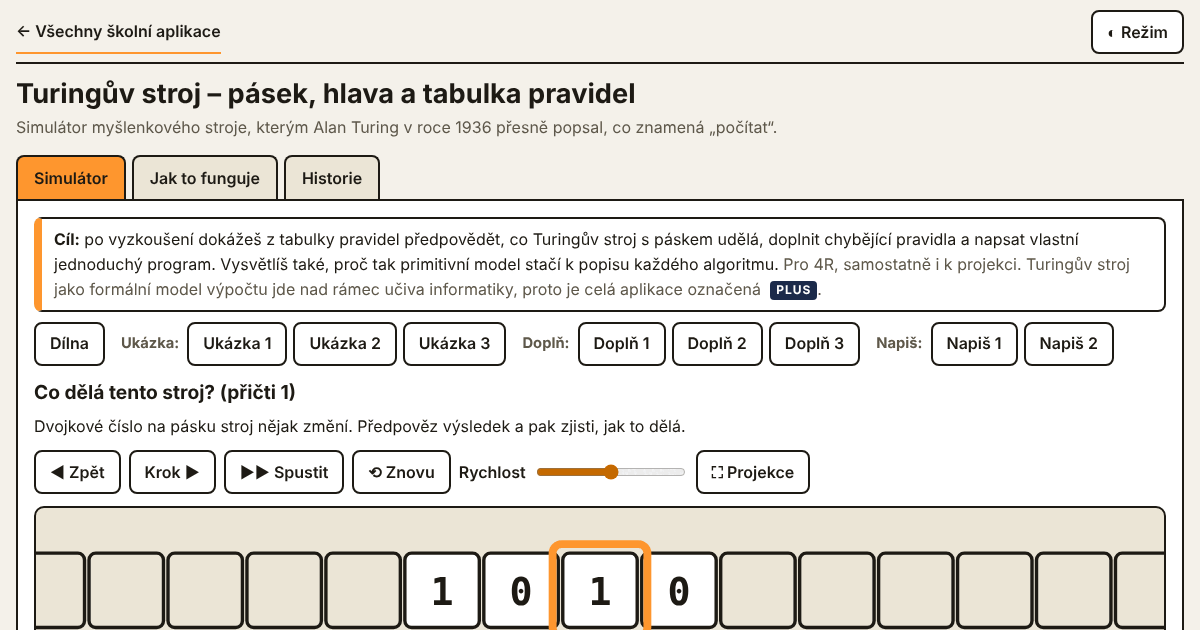 ← Všechny školní aplikace
Režim
Turingův stroj – pásek, hlava a tabulka pravidel
Simulátor myšlenkového stroje, kterým Alan Turing v roce 1936 přesně popsal, co znamená „počítat“.
Simulátor
Jak to funguje
Historie
Cíl: po vyzkoušení dokážeš z tabulky pravidel předpovědět, co Turingův stroj s páskem udělá, doplnit chybějící pravidla a napsat vlastní
jednoduchý program. Vysvětlíš také, proč tak primitivní model stačí k popisu každého algoritmu. Pro 4R, samostatně i k projekci. Turingův stroj
jako formální model výpočtu jde nad rámec učiva informatiky, proto je celá aplikace označená PLUS.
Dílna Ukázka: Ukázka 1 Ukázka 2 Ukázka 3 Doplň: Doplň 1 Doplň 2 Doplň 3 Napiš: Napiš 1 Napiš 2
Co dělá tento stroj? (přičti 1)
Dvojkové číslo na pásku stroj nějak změní. Předpověz výsledek a pak zjisti, jak to dělá.
◀ Zpět Krok ▶ ▶▶ Spustit ⟲ Znovu Rychlost ⛶ Projekce
1 0 1 0